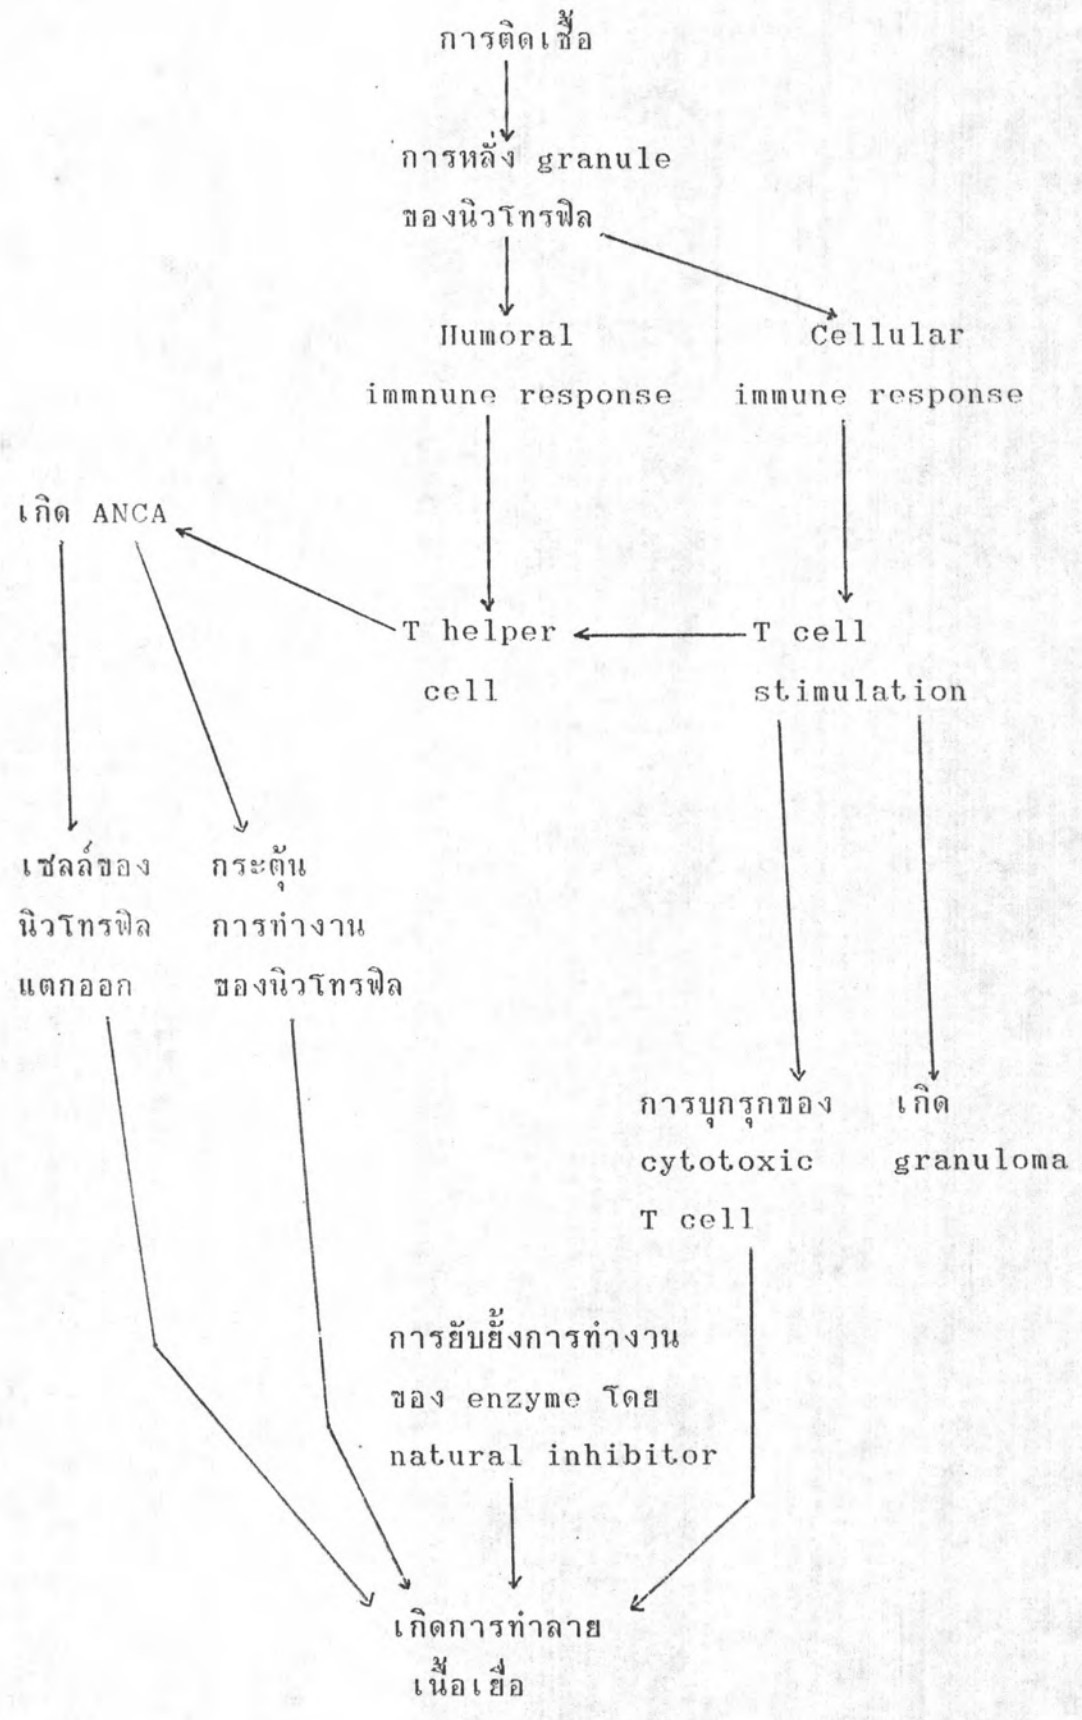 การติดเชื้อ
การหลั่ง granule
ของนิวโทรฟิล
Humoral
immnune response
Cellular
immune response
เกิด ANCA
T helper
cell
T cell
stimulation
เซลล์ของ
นิวโทรฟิล
แตกออก
กระตุ้น
การทำงาน
ของนิวโทรฟิล
การบุกรุกของ
cytotoxic
T cell
เกิด
granuloma
การยับยั้งการทำงาน
ของ enzyme โดย
natural inhibitor
เกิดการทำลาย
เนื้อเยื่อ